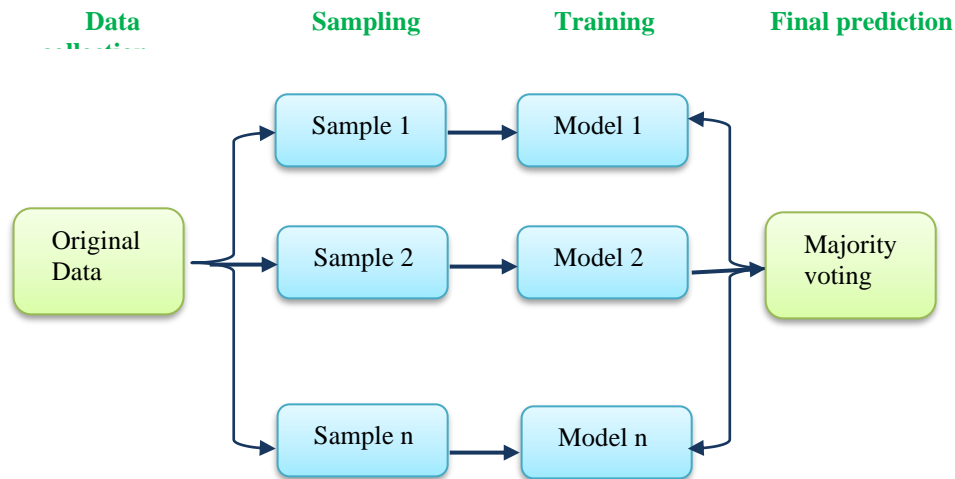 Data
Sampling
Training
Final prediction
Sample 1
Model 1
Original
Data
Sample 2
Model 2
Majority
voting
Sample n
Model n